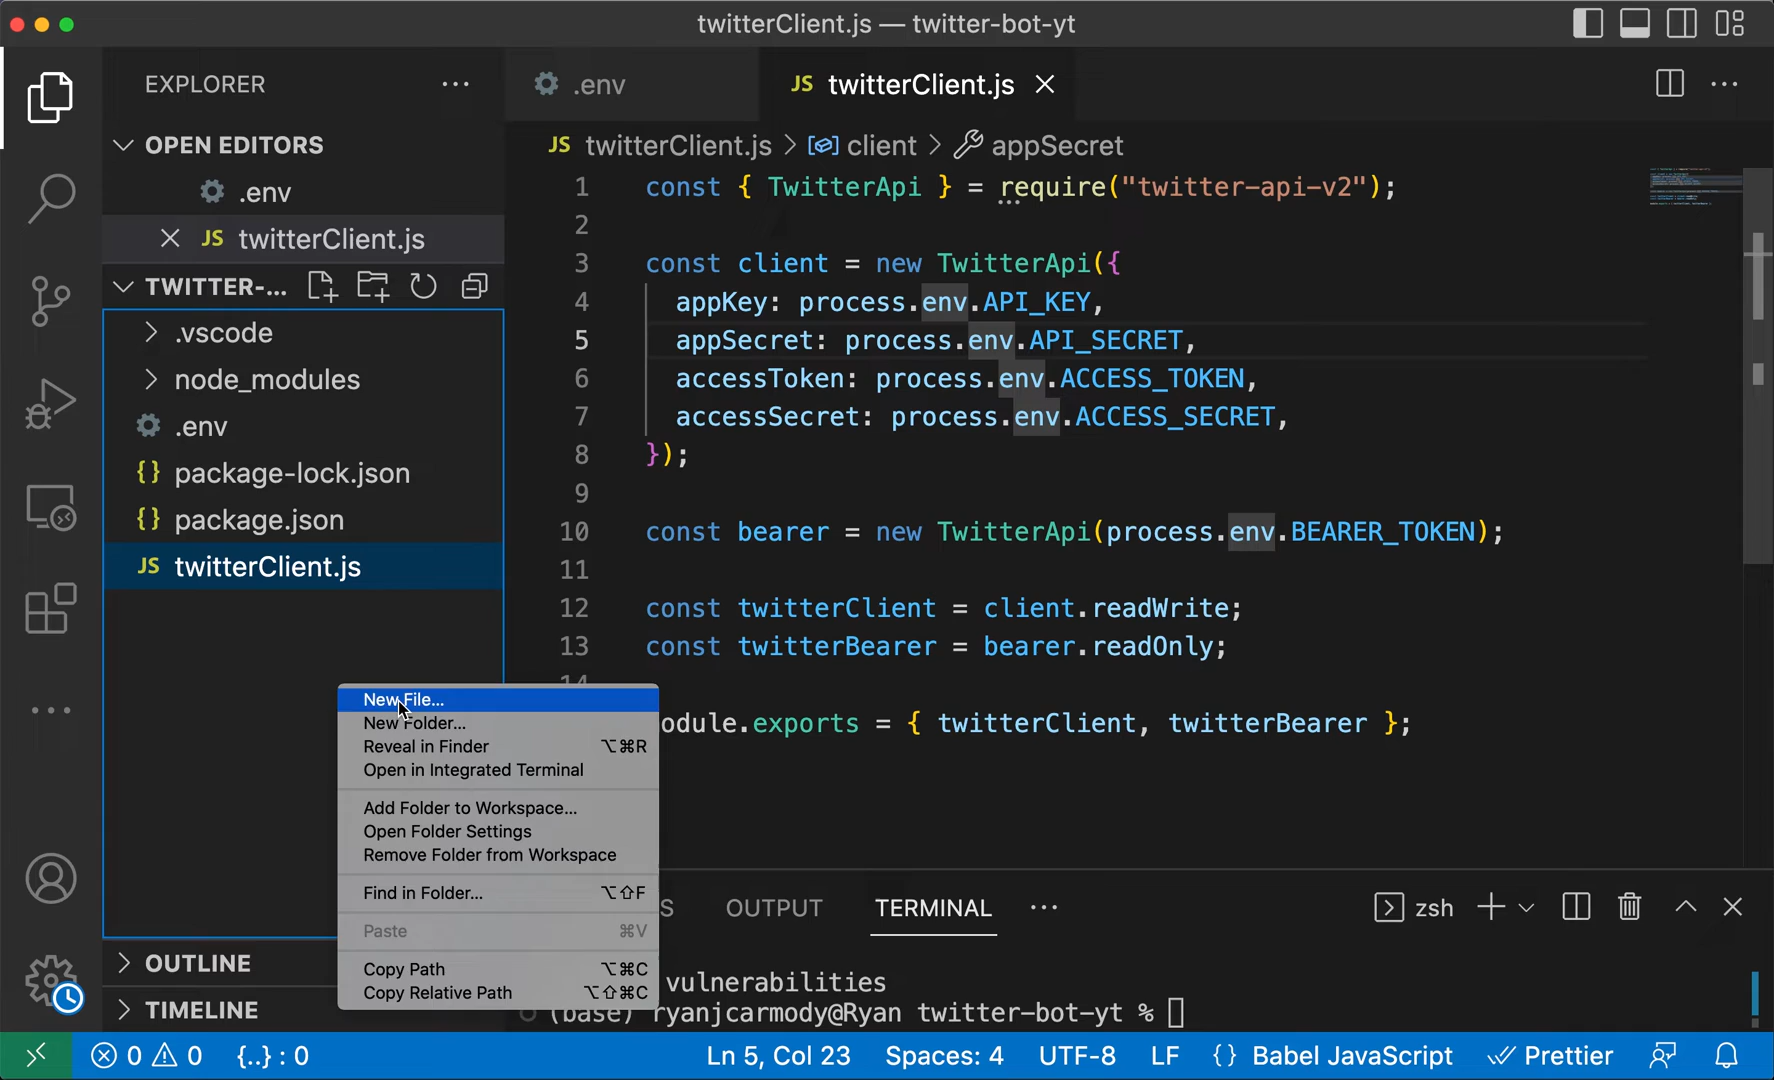 twitterClient.js — twitter-bot-yt
EXPLORER
OPEN EDITORS
.env
JS twitterClient.js
TWITTER-...
.vscode
node_modules
.env
{} package-lock.json
{} package.json
JS twitterClient.js
OUTLINE
TIMELINE
.env
JS twitterClient.js
JS twitterClient.js > client > appSecret
1 const { TwitterApi } = require("twitter-api-v2");
2
3 const client = new TwitterApi({
4 appKey: process.env.API_KEY,
5 appSecret: process.env.API_SECRET,
6 accessToken: process.env.ACCESS_TOKEN,
7 accessSecret: process.env.ACCESS_SECRET,
8 });
9
10 const bearer = new TwitterApi(process.env.BEARER_TOKEN);
11
12 const twitterClient = client.readWrite;
13 const twitterBearer = bearer.readOnly;
14
odule.exports = { twitterClient, twitterBearer };
New File...
New Folder...
Reveal in Finder ⌥⌘R
Open in Integrated Terminal
Add Folder to Workspace...
Open Folder Settings
Remove Folder from Workspace
Find in Folder... ⌥⇧F
Paste ⌘V
Copy Path ⌥⌘C
Copy Relative Path ⌥⇧⌘C
S OUTPUT TERMINAL
zsh
vulnerabilities
(base) ryanjcarmody@Ryan twitter-bot-yt %
0 0 {..} : 0
Ln 5, Col 23 Spaces: 4 UTF-8 LF {} Babel JavaScript Prettier